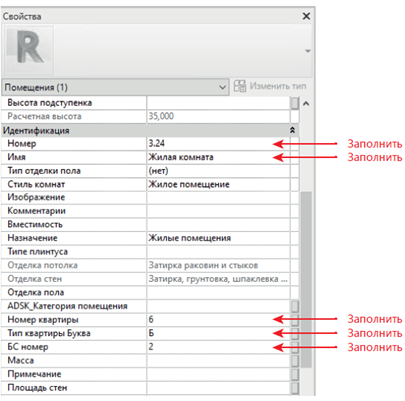 Свойства
R
Помещения (1) Изменить тип
Высота подступенка
Расчетная высота 35,000
Идентификация
Номер 3.24 Заполнить
Имя Жилая комната Заполнить
Тип отделки пола (нет)
Стиль комнат Жилое помещение
Изображение
Комментарии
Вместимость
Назначение Жилые помещения
Типе плинтуса
Отделка потолка Затирка раковин и стыков
Отделка стен Затирка, грунтовка, шпаклевка ...
Отделка пола
ADSK_Категория помещения
Номер квартиры 6 Заполнить
Тип квартиры Буква Б Заполнить
БС номер 2 Заполнить
Масса
Примечание
Площадь стен